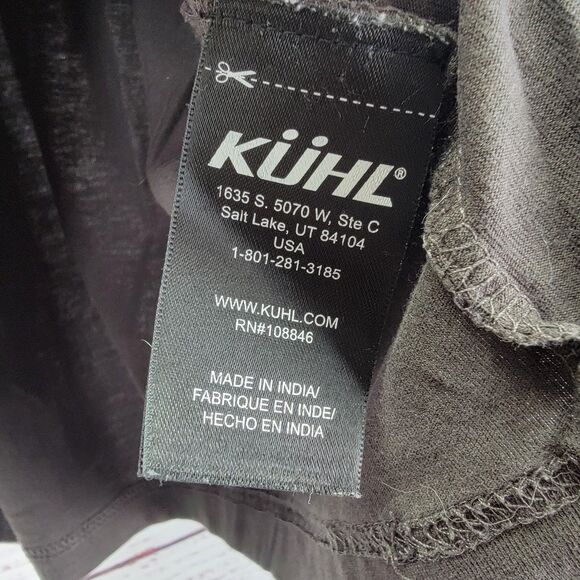 KÜHL®
1635 S. 5070 W, Ste C
Salt Lake, UT 84104
USA
1-801-281-3185
WWW.KUHL.COM
RN#108846
MADE IN INDIA/
FABRIQUE EN INDE/
HECHO EN INDIA